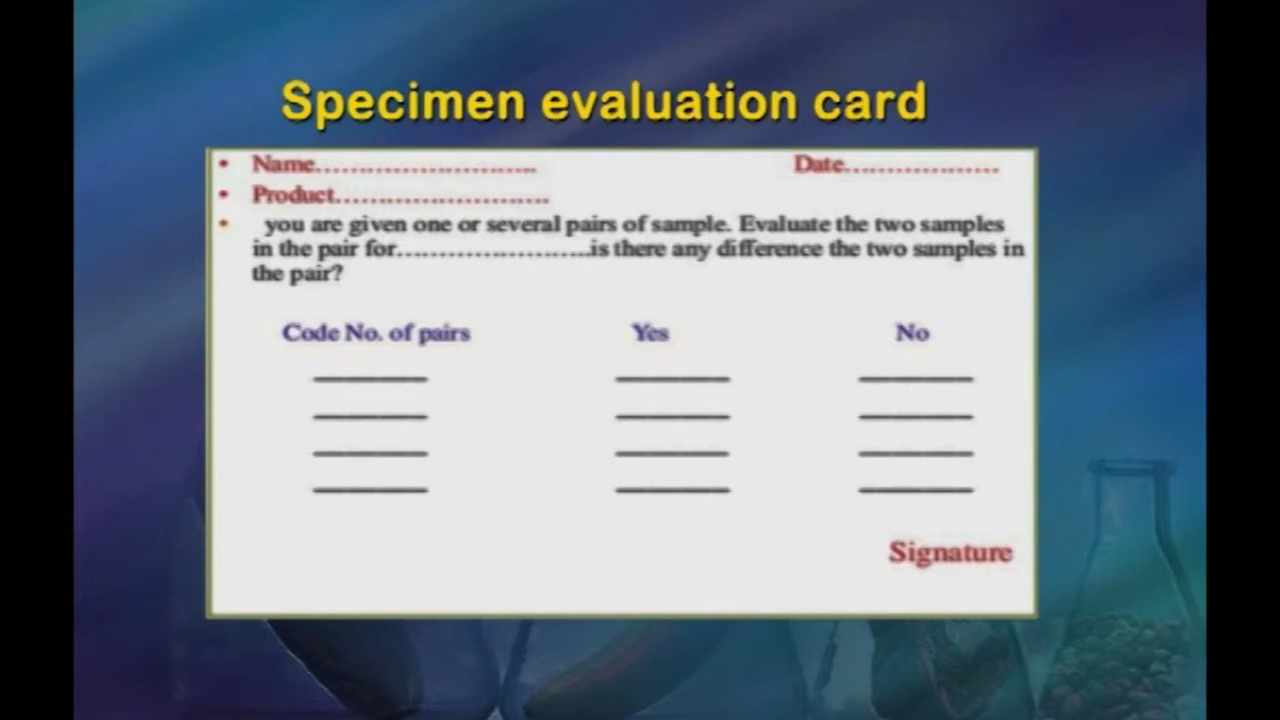 Specimen evaluation card
• Name............................ Date...................
• Product..........................
• you are given one or several pairs of sample. Evaluate the two samples
in the pair for........................is there any difference the two samples in
the pair?
Code No. of pairs Yes No
Signature